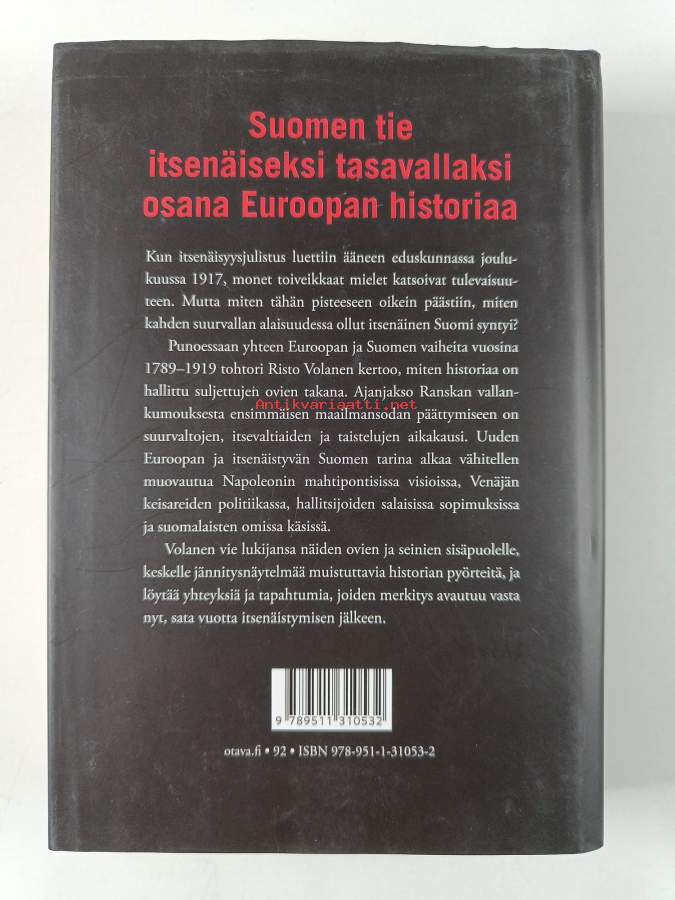 Suomen tie
itsenäiseksi tasavallaksi
osana Euroopan historiaa
Kun itsenäisyysjulistus luettiin ääneen eduskunnassa joulu-
kuussa 1917, monet toiveikkaat mielet katsoivat tulevaisuu-
teen. Mutta miten tähän pisteeseen oikein päästiin, miten
kahden suurvallan alaisuudessa ollut itsenäinen Suomi syntyi?
Punoessaan yhteen Euroopan ja Suomen vaiheita vuosina
1789–1919 tohtori Risto Volanen kertoo, miten historiaa on
hallittu suljettujen ovien takana. Ajanjakso Ranskan vallan-
Antikvariaatti.net
kumouksesta ensimmäisen maailmansodan päättymiseen on
suurvaltojen, itsevaltiaiden ja taistelujen aikakausi. Uuden
Euroopan ja itsenäistyvän Suomen tarina alkaa vähitellen
muovautua Napoleonin mahtipontisissa visioissa, Venäjän
keisareiden politiikassa, hallitsijoiden salaisissa sopimuksissa
ja suomalaisten omissa käsissä.
Volanen vie lukijansa näiden ovien ja seinien sisäpuolelle,
keskelle jännitysnäytelmää muistuttavia historian pyörteitä, ja
löytää yhteyksiä ja tapahtumia, joiden merkitys avautuu vasta
nyt, sata vuotta itsenäistymisen jälkeen.
9 789511 310532
otava.fi • 92 • ISBN 978-951-1-31053-2